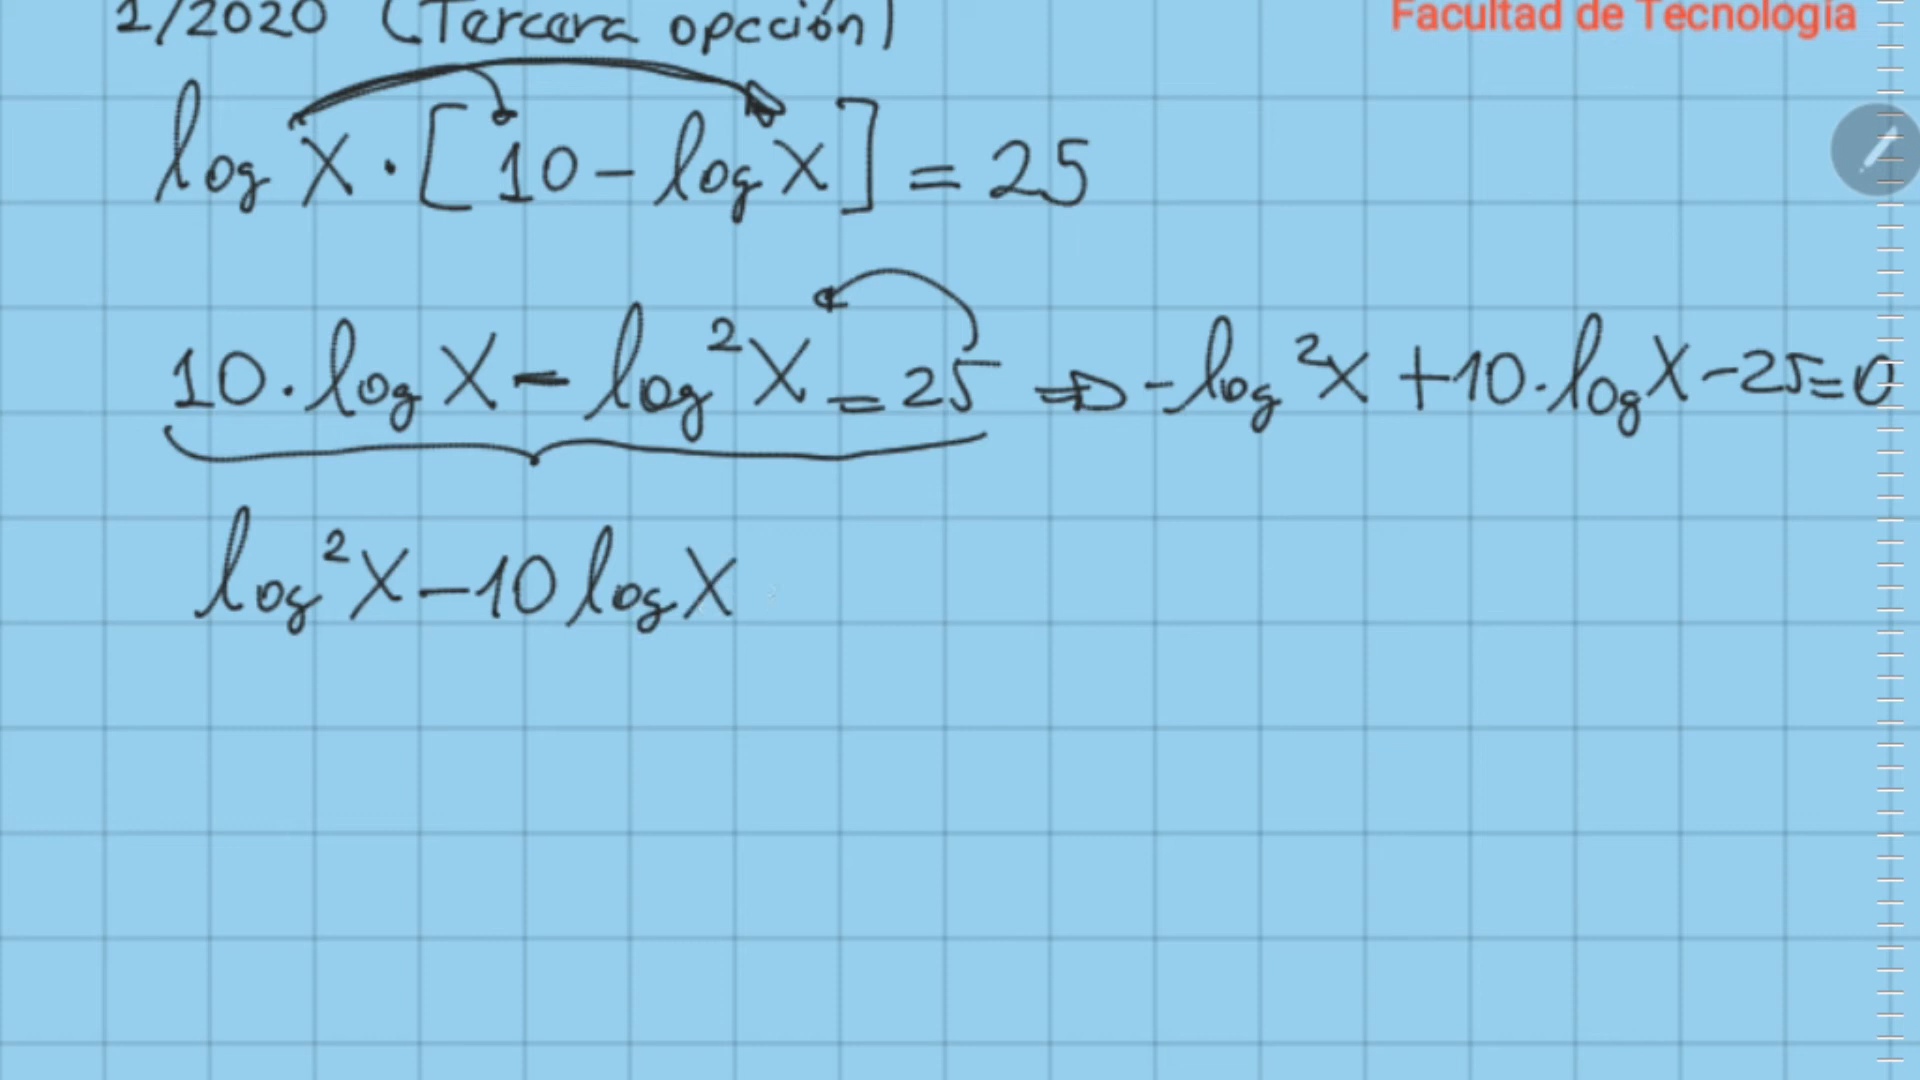 1/2020 (Tercera opcción)
Facultad de Tecnología
log X · [10 - log X] = 25
10 · log X - log²X = 25 ⇒ - log²X + 10 · log X - 25 = 0
log²X - 10 log X